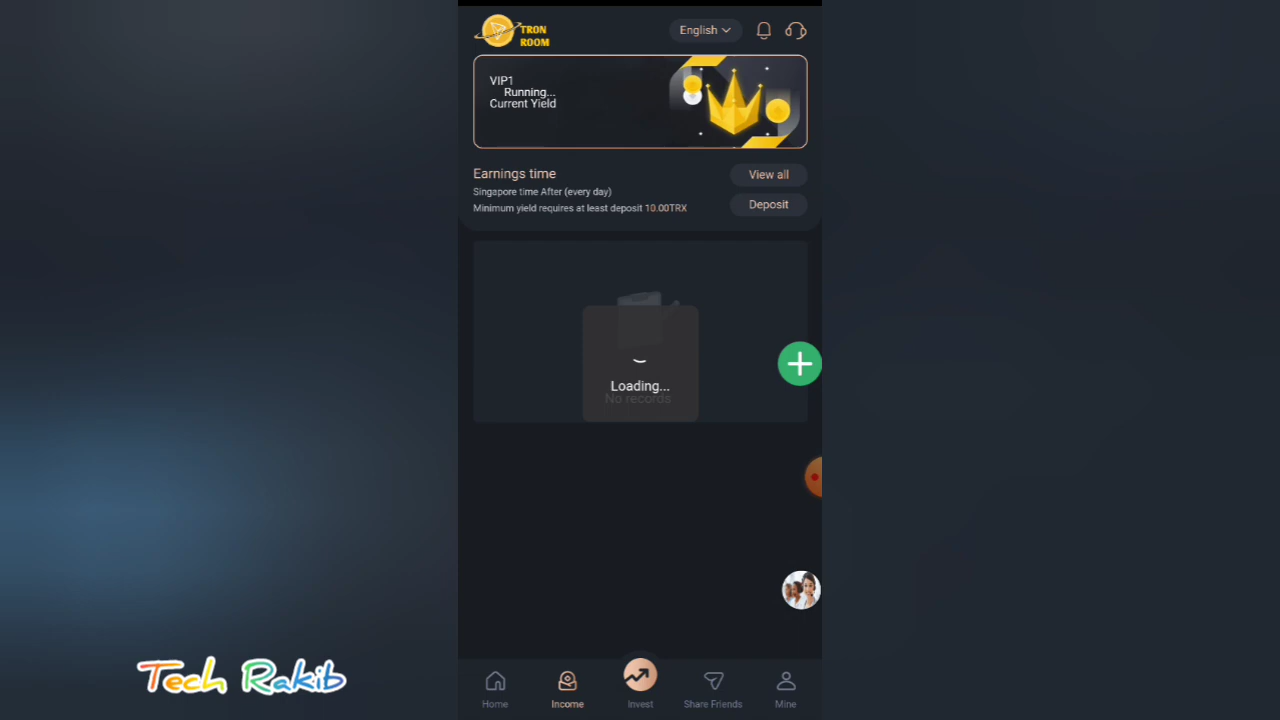 TRON
ROOM
English
VIP1
Running...
Current Yield
Earnings time
View all
Singapore time After (every day)
Minimum yield requires at least deposit 10.00TRX
Deposit
Loading...
No records
Tech Rakib
Home
Income
Invest
Share Friends
Mine